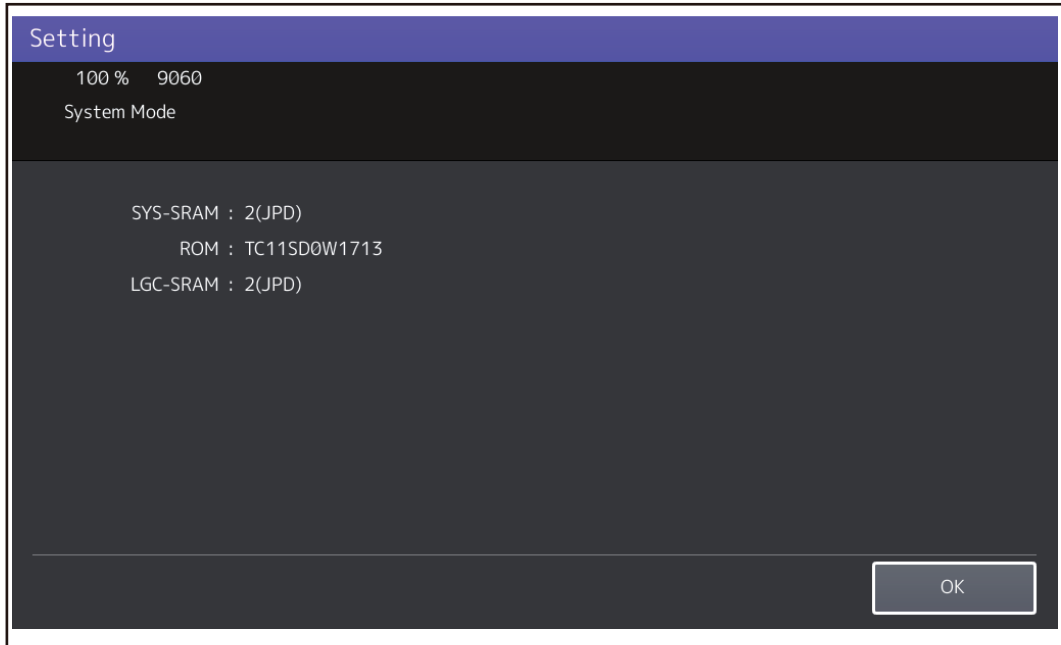 Setting
100 % 9060
System Mode
SYS-SRAM : 2(JPD)
ROM : TC11SD0W1713
LGC-SRAM : 2(JPD)
OK